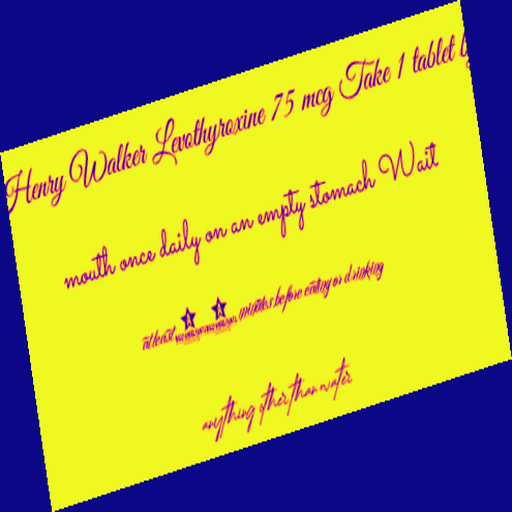 Henry Walker Levothyroxine 75 mcg Take 1 tablet
mouth once daily on an empty stomach Wait
at least minutes before eating or drinking
anything other than water